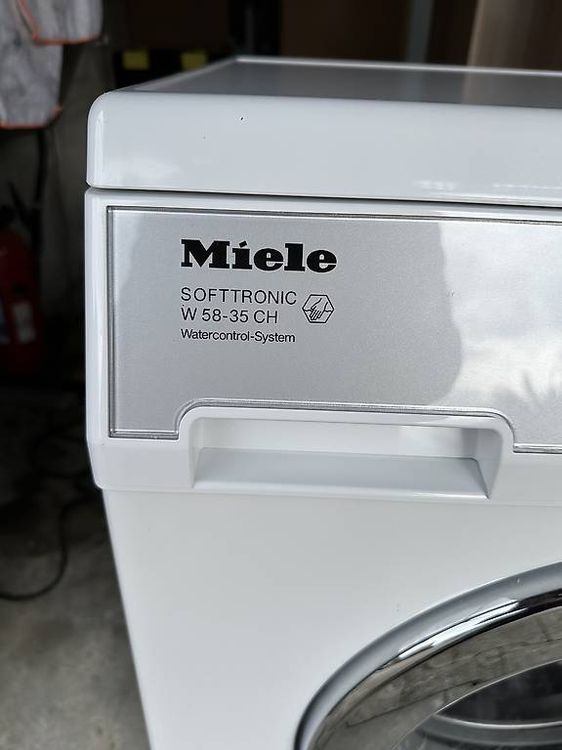 Miele
SOFTTRONIC
W 58-35 CH
Watercontrol-System